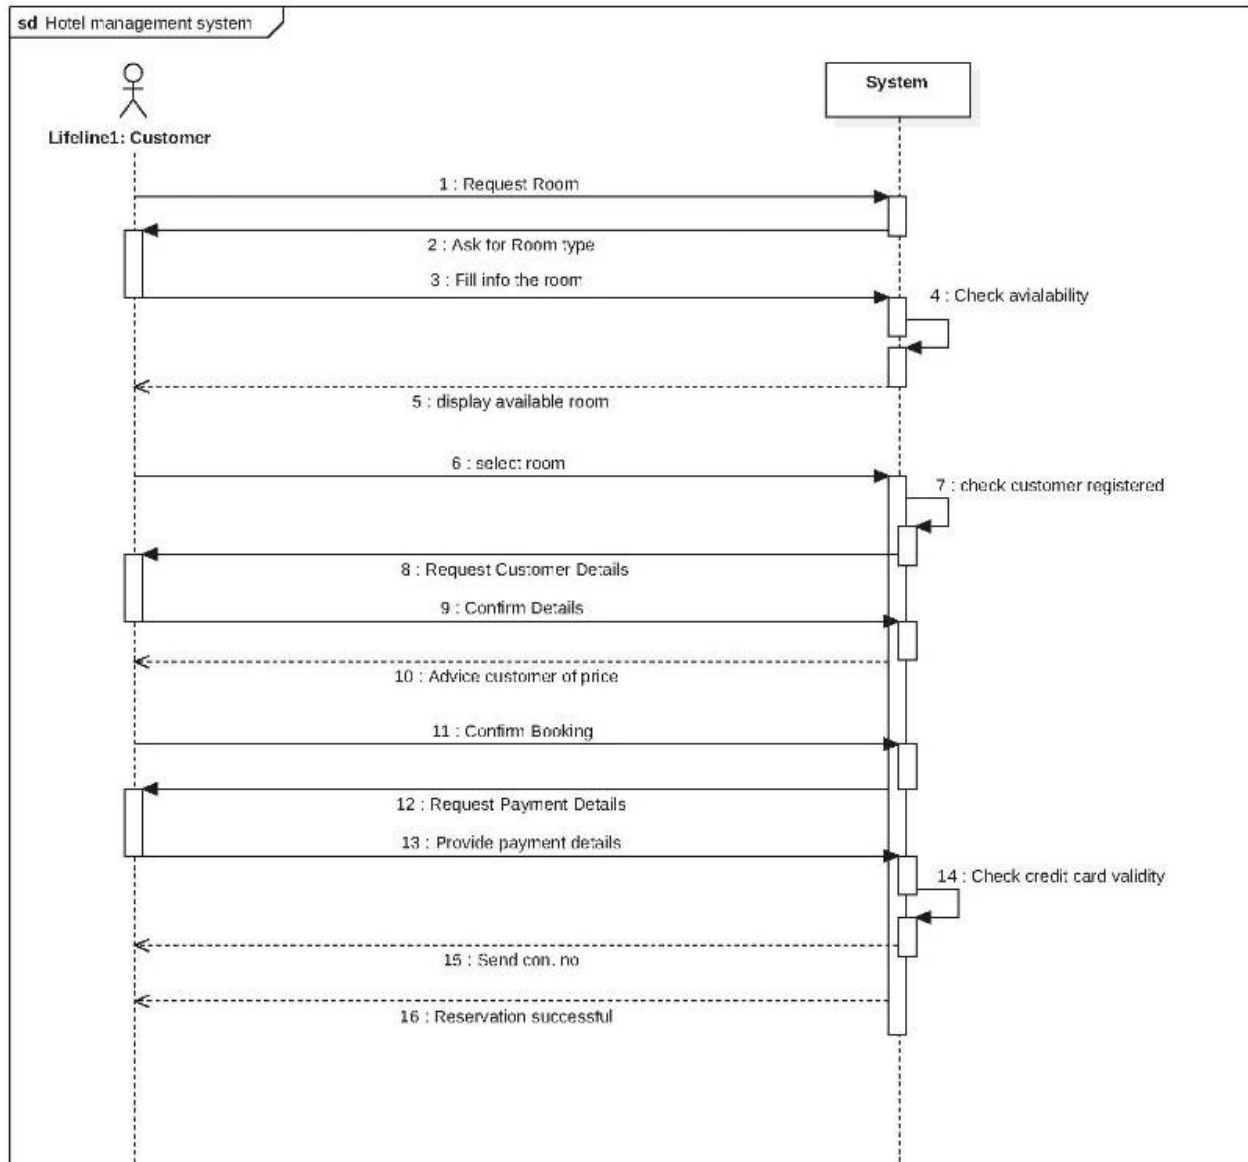 sd Hotel management system
System
Lifeline1: Customer
1 : Request Room
2 : Ask for Room type
3 : Fill info the room
4 : Check avialability
5 : display available room
6 : select room
7 : check customer registered
8 : Request Customer Details
9 : Confirm Details
10 : Advice customer of price
11 : Confirm Booking
12 : Request Payment Details
13 : Provide payment details
14 : Check credit card validity
15 : Send con. no
16 : Reservation successful